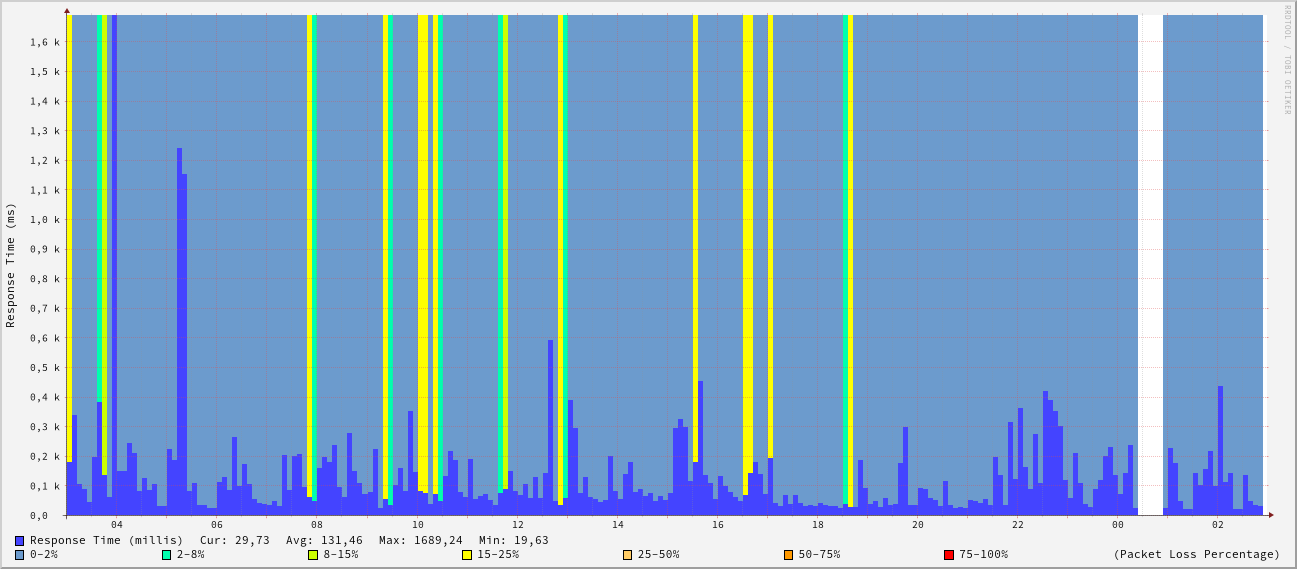 RRDTOOL / TOBI OETIKER
Response Time (ms)
1,6 k
1,5 k
1,4 k
1,3 k
1,2 k
1,1 k
1,0 k
0,9 k
0,8 k
0,7 k
0,6 k
0,5 k
0,4 k
0,3 k
0,2 k
0,1 k
0,0
04 06 08 10 12 14 16 18 20 22 00 02
Response Time (millis) Cur: 29,73 Avg: 131,46 Max: 1689,24 Min: 19,63
0-2% 2-8% 8-15% 15-25% 25-50% 50-75% 75-100% (Packet Loss Percentage)